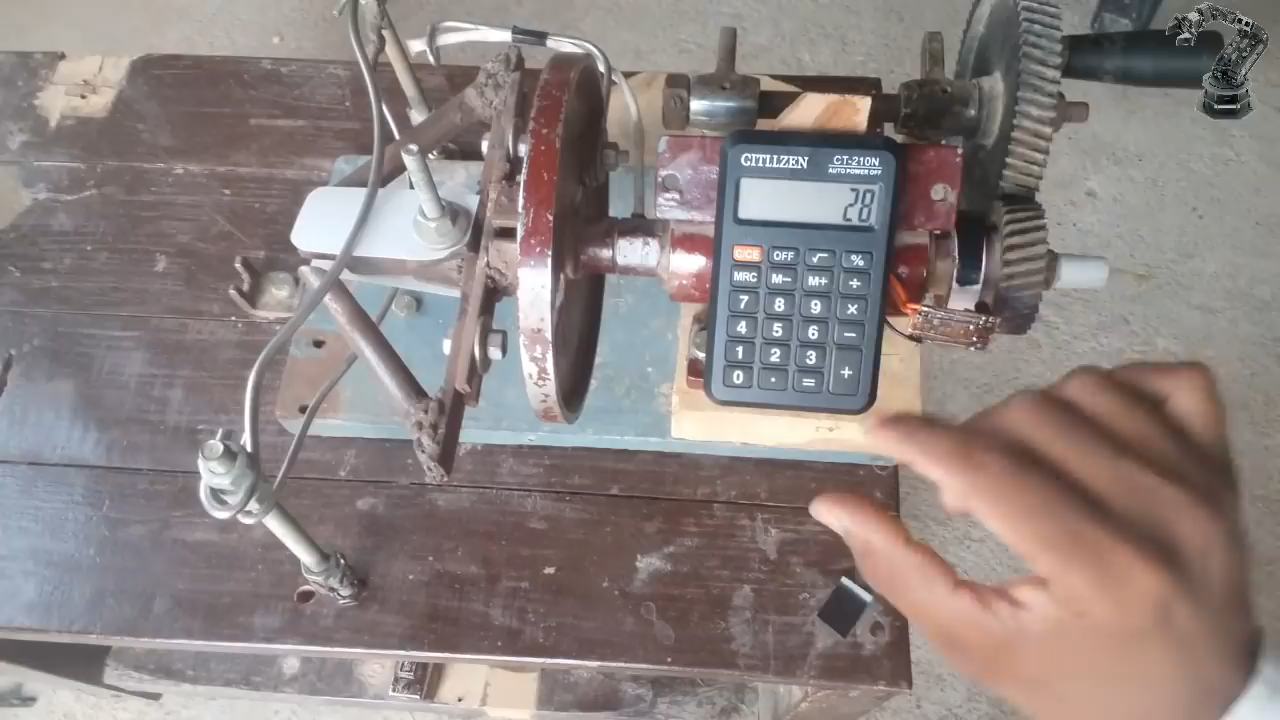 GITLLZEN CT-210N
AUTO POWER OFF
28.
C/CE OFF √ %
MRC M− M+ ÷
7 8 9 ×
4 5 6 −
1 2 3 +
0 · =